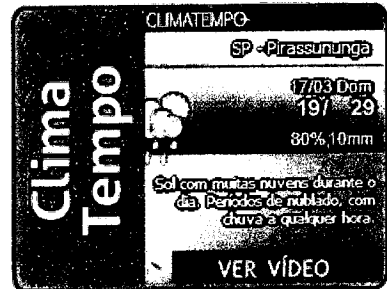 Clima
Tempo
CLIMATEMPO
SP - Pirassununga
17/03 Dom
19/ 29
80%,10mm
Sol com muitas nuvens durante o
dia. Períodos de nublado, com
chuva a qualquer hora.
VER VÍDEO